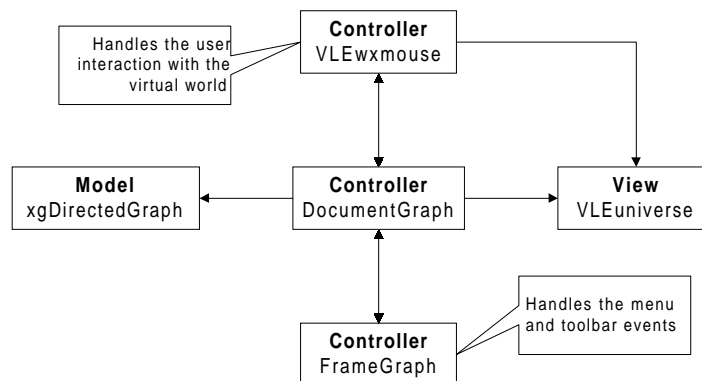 Handles the user
interaction with the
virtual world
Controller
VLEwxmouse
Model
xgDirectedGraph
Controller
DocumentGraph
View
VLEuniverse
Controller
FrameGraph
Handles the menu
and toolbar events